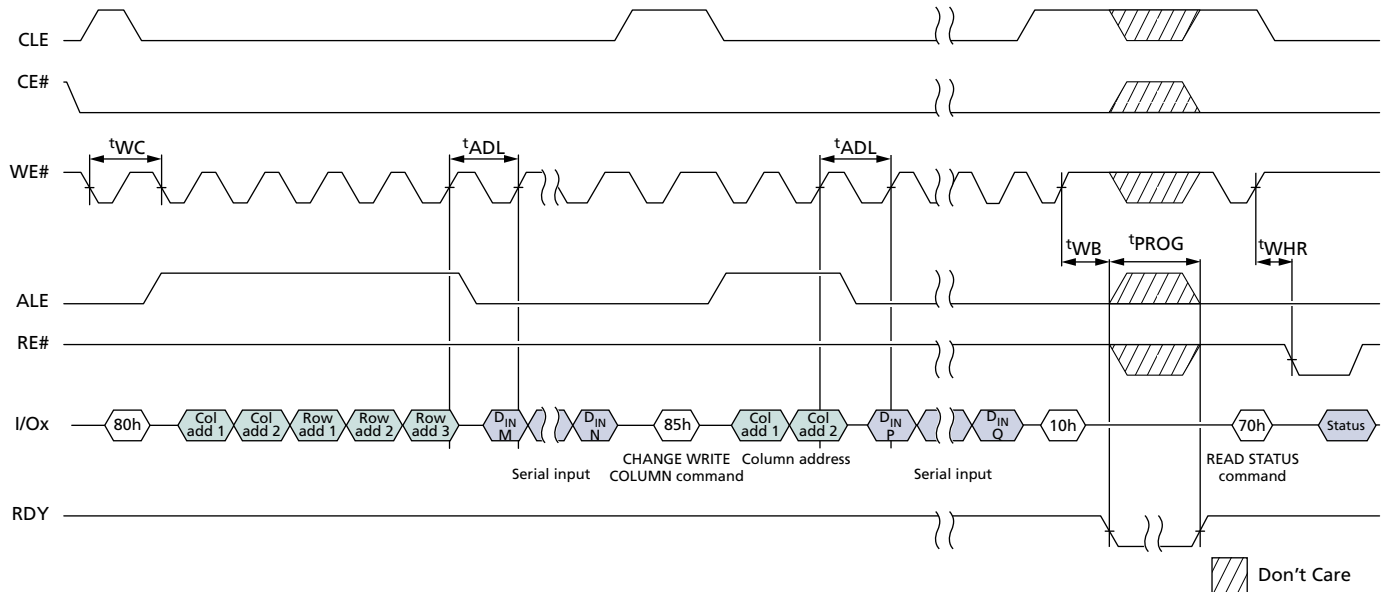 CLE
CE#
tWC
tADL
tADL
WE#
tWB
tPROG
tWHR
ALE
RE#
I/Ox
80h
Col add 1
Col add 2
Row add 1
Row add 2
Row add 3
DIN M
DIN N
85h
Col add 1
Col add 2
DIN P
DIN Q
10h
70h
Status
Serial input
CHANGE WRITE
COLUMN command
Column address
Serial input
READ STATUS
command
RDY
Don't Care